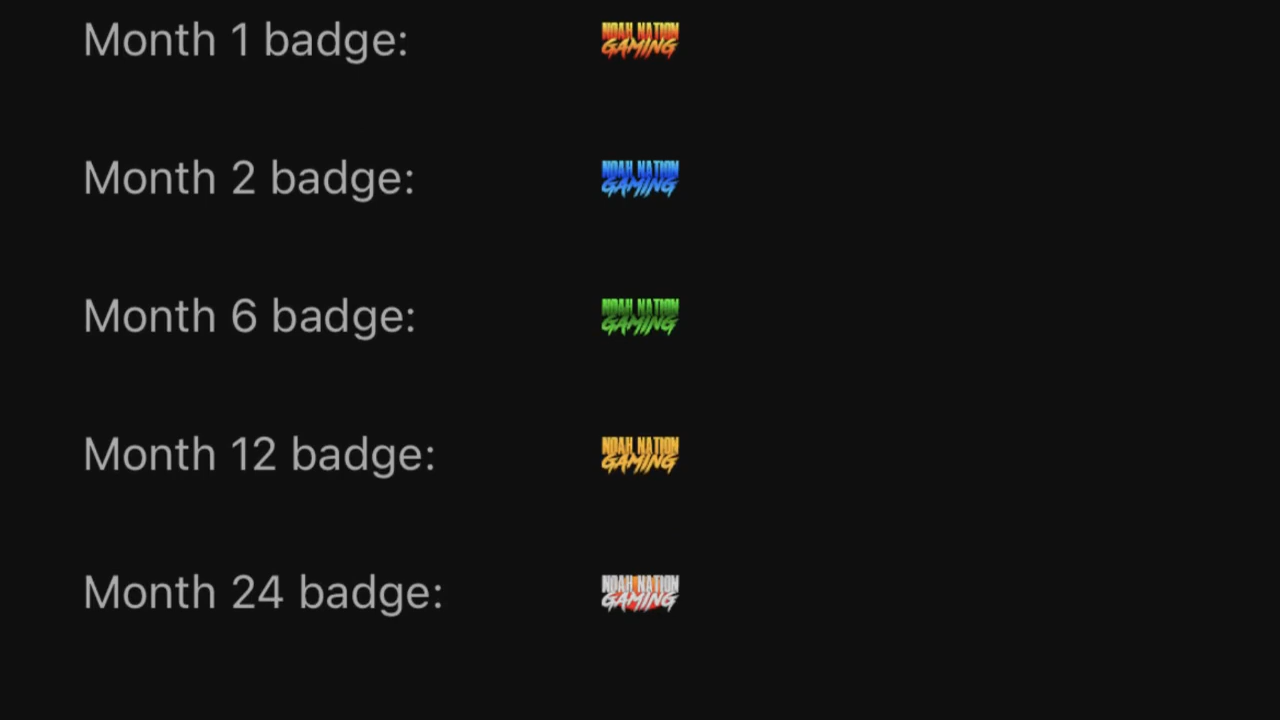 Month 1 badge: NOAH NATION
GAMING
Month 2 badge: NOAH NATION
GAMING
Month 6 badge: NOAH NATION
GAMING
Month 12 badge: NOAH NATION
GAMING
Month 24 badge: NOAH NATION
GAMING